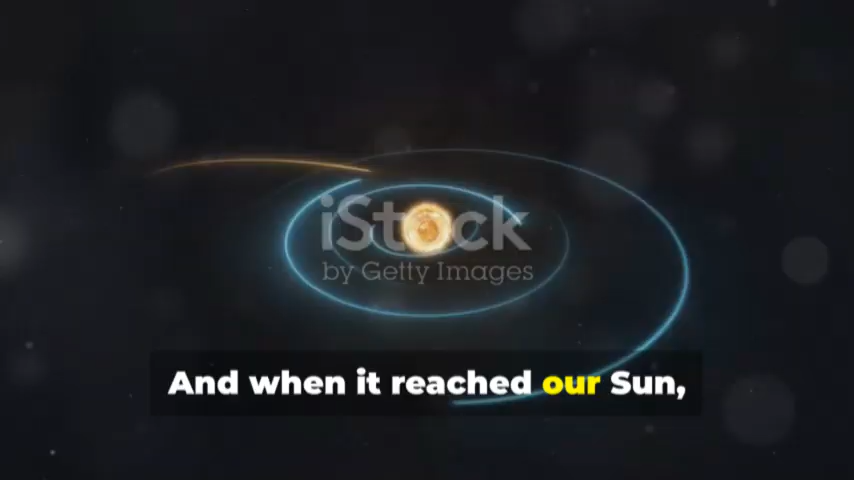 iStock
by Getty Images
And when it reached our Sun,